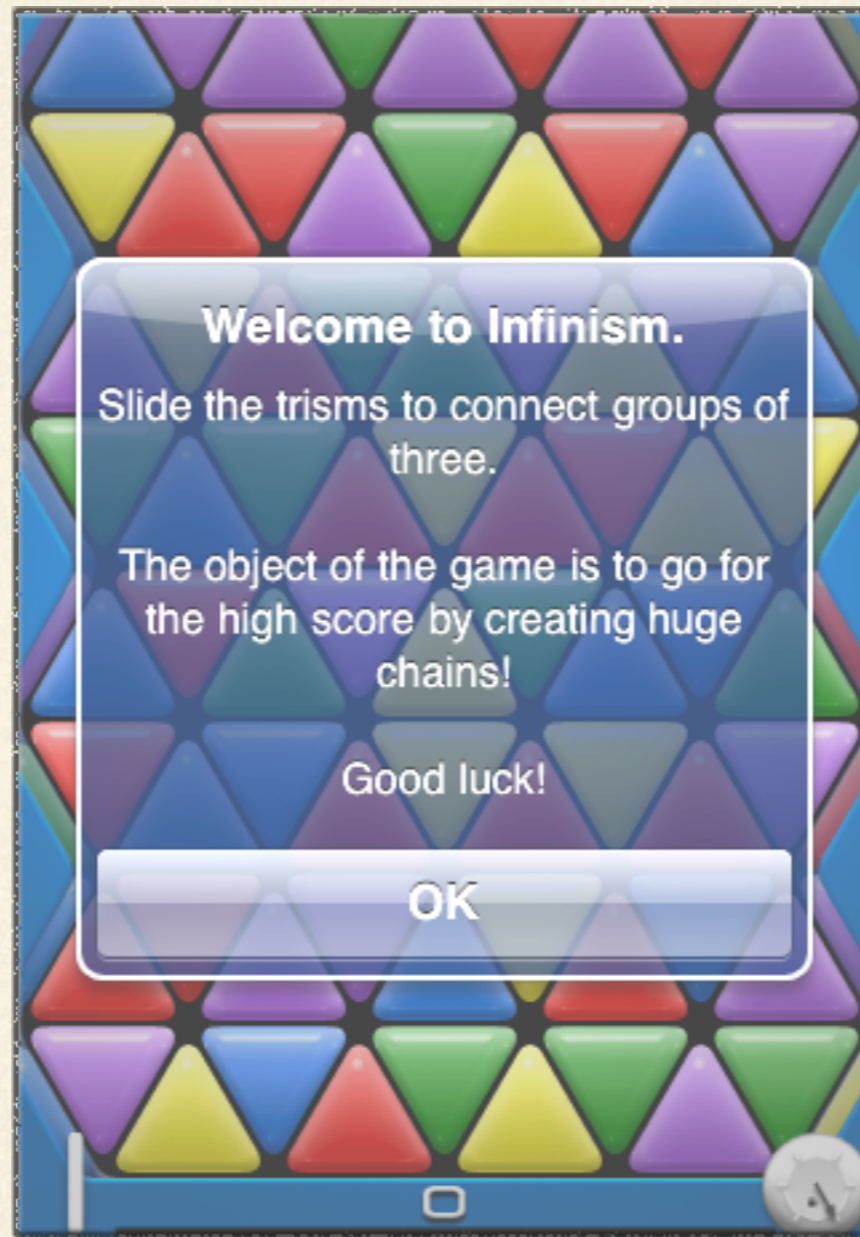 Welcome to Infinism.
Slide the trisms to connect groups of
three.
The object of the game is to go for
the high score by creating huge
chains!
Good luck!
OK
0